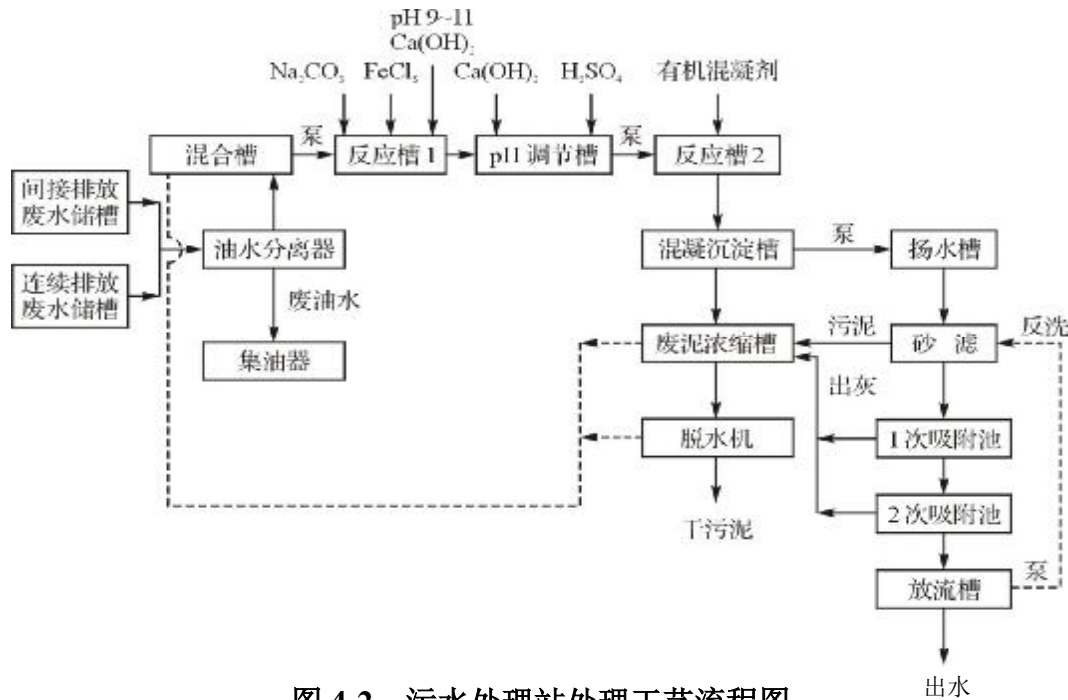 pH 9~11
Ca(OH)₂
Na₂CO₃
FeCl₃
Ca(OH)₂
H₂SO₄
有机混凝剂
混合槽
泵
反应槽 1
pH 调节槽
泵
反应槽 2
间接排放
废水储槽
油水分离器
混凝沉淀槽
泵
扬水槽
连续排放
废水储槽
废油水
集油器
废泥浓缩槽
污泥
砂 滤
反洗
出灰
脱水机
1次吸附池
干污泥
2次吸附池
放流槽
泵
出水
图 4-2 污水处理站处理工艺流程图